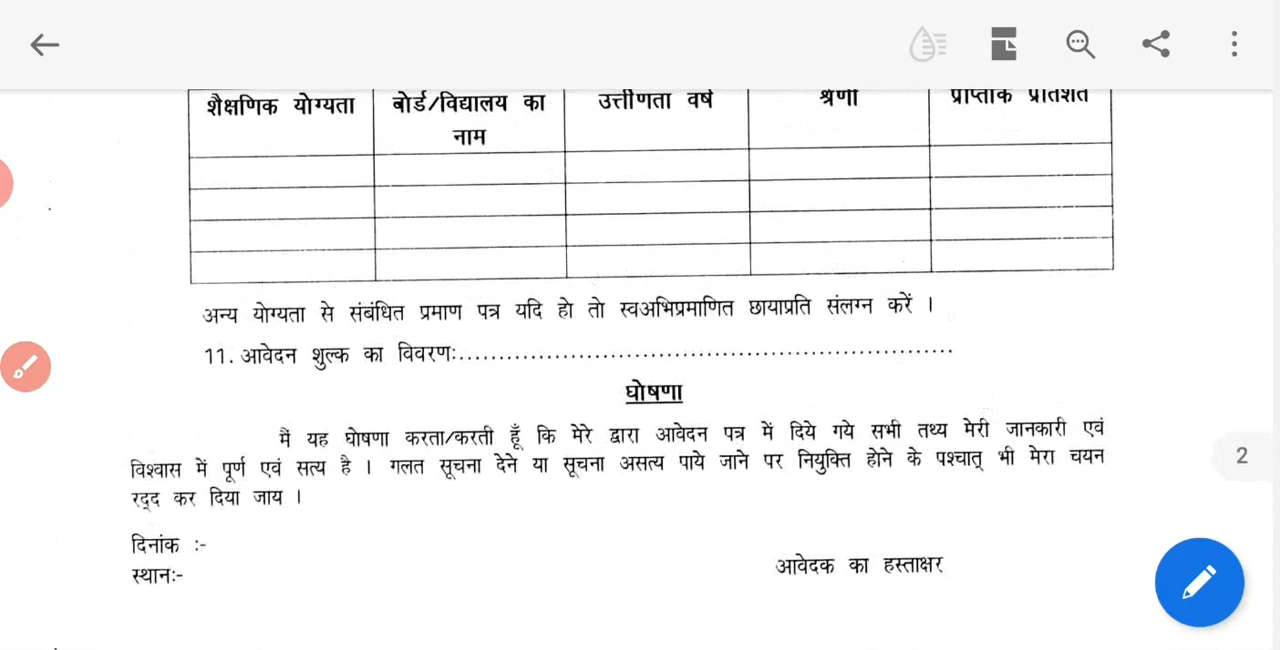 शैक्षणिक योग्यता बोर्ड/विद्यालय का नाम उत्तीणता वर्ष श्रेणी प्राप्तांक प्रतिशत
अन्य योग्यता से संबंधित प्रमाण पत्र यदि हो तो स्वअभिप्रमाणित छायाप्रति संलग्न करें ।
11. आवेदन शुल्क का विवरण:............................................................
घोषणा
मैं यह घोषणा करता/करती हूँ कि मेरे द्वारा आवेदन पत्र में दिये गये सभी तथ्य मेरी जानकारी एवं
विश्वास में पूर्ण एवं सत्य है । गलत सूचना देने या सूचना असत्य पाये जाने पर नियुक्ति होने के पश्चात् भी मेरा चयन
रद्द कर दिया जाय ।
दिनांक :-
स्थानः-
आवेदक का हस्ताक्षर
2